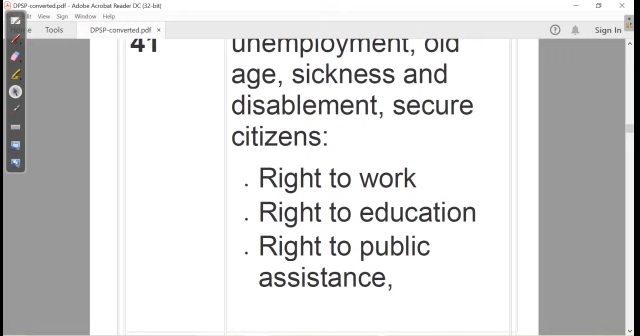 DPSP-converted.pdf - Adobe Acrobat Reader DC (32-bit)
Edit View Sign Window Help
Tools DPSP-converted.pdf × Sign In
41
unemployment, old
age, sickness and
disablement, secure
citizens:
Right to work
Right to education
Right to public
assistance,